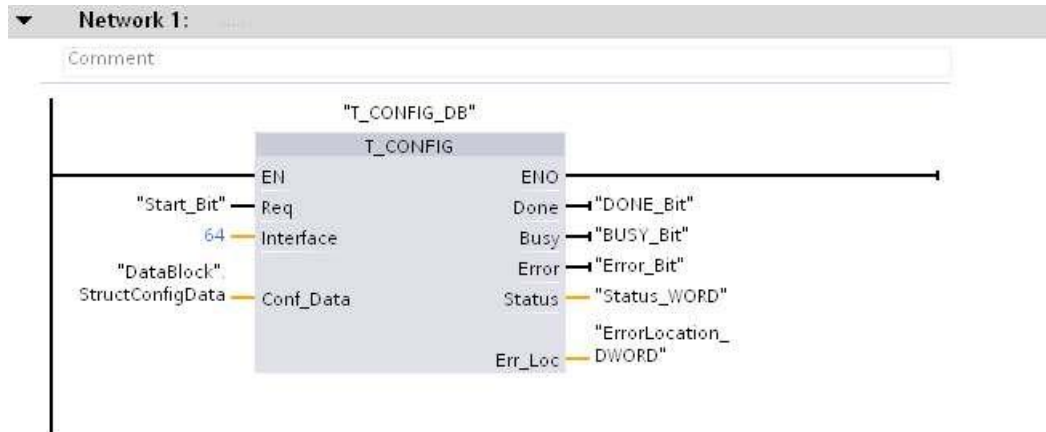 Network 1:
Comment
"T_CONFIG_DB"
T_CONFIG
EN ENO
"Start_Bit" Req Done "DONE_Bit"
64 Interface Busy "BUSY_Bit"
Error "Error_Bit"
"DataBlock".
StructConfigData Conf_Data Status "Status_WORD"
"ErrorLocation_
Err_Loc DWORD"